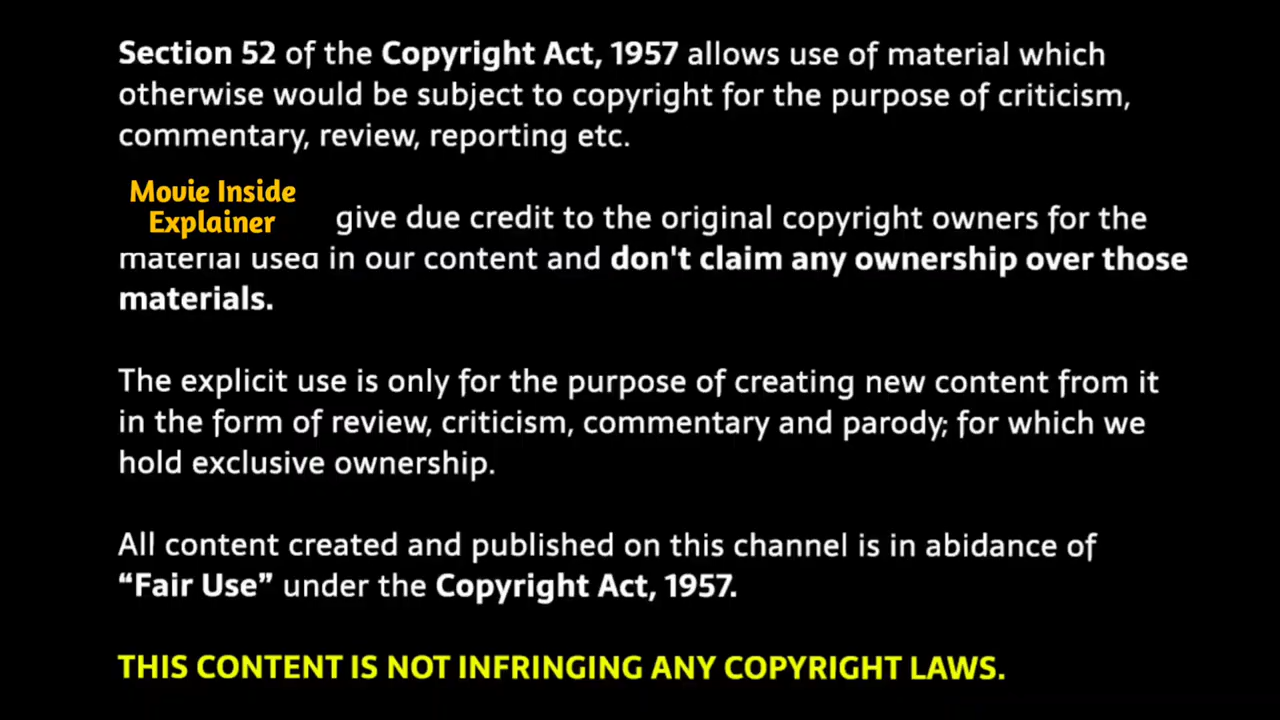 Section 52 of the Copyright Act, 1957 allows use of material which
otherwise would be subject to copyright for the purpose of criticism,
commentary, review, reporting etc.
Movie Inside
Explainer
give due credit to the original copyright owners for the
material used in our content and don't claim any ownership over those
materials.
The explicit use is only for the purpose of creating new content from it
in the form of review, criticism, commentary and parody; for which we
hold exclusive ownership.
All content created and published on this channel is in abidance of
“Fair Use” under the Copyright Act, 1957.
THIS CONTENT IS NOT INFRINGING ANY COPYRIGHT LAWS.